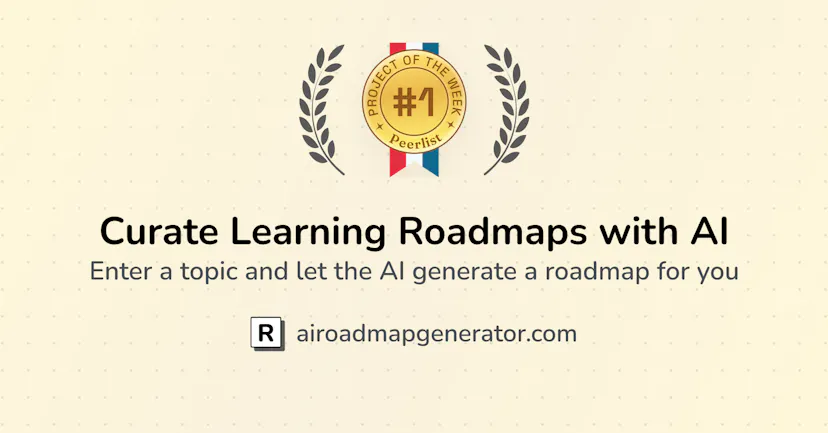 PROJECT OF THE WEEK
#1
Peerlist
Curate Learning Roadmaps with AI
Enter a topic and let the AI generate a roadmap for you
R airoadmapgenerator.com